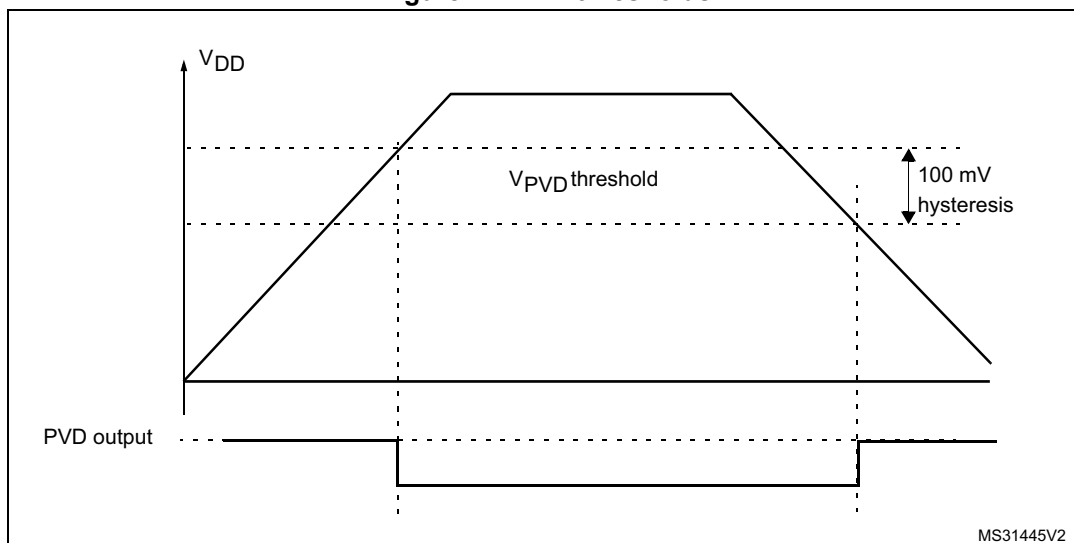 VDD
VPVD threshold
100 mV
hysteresis
PVD output
MS31445V2